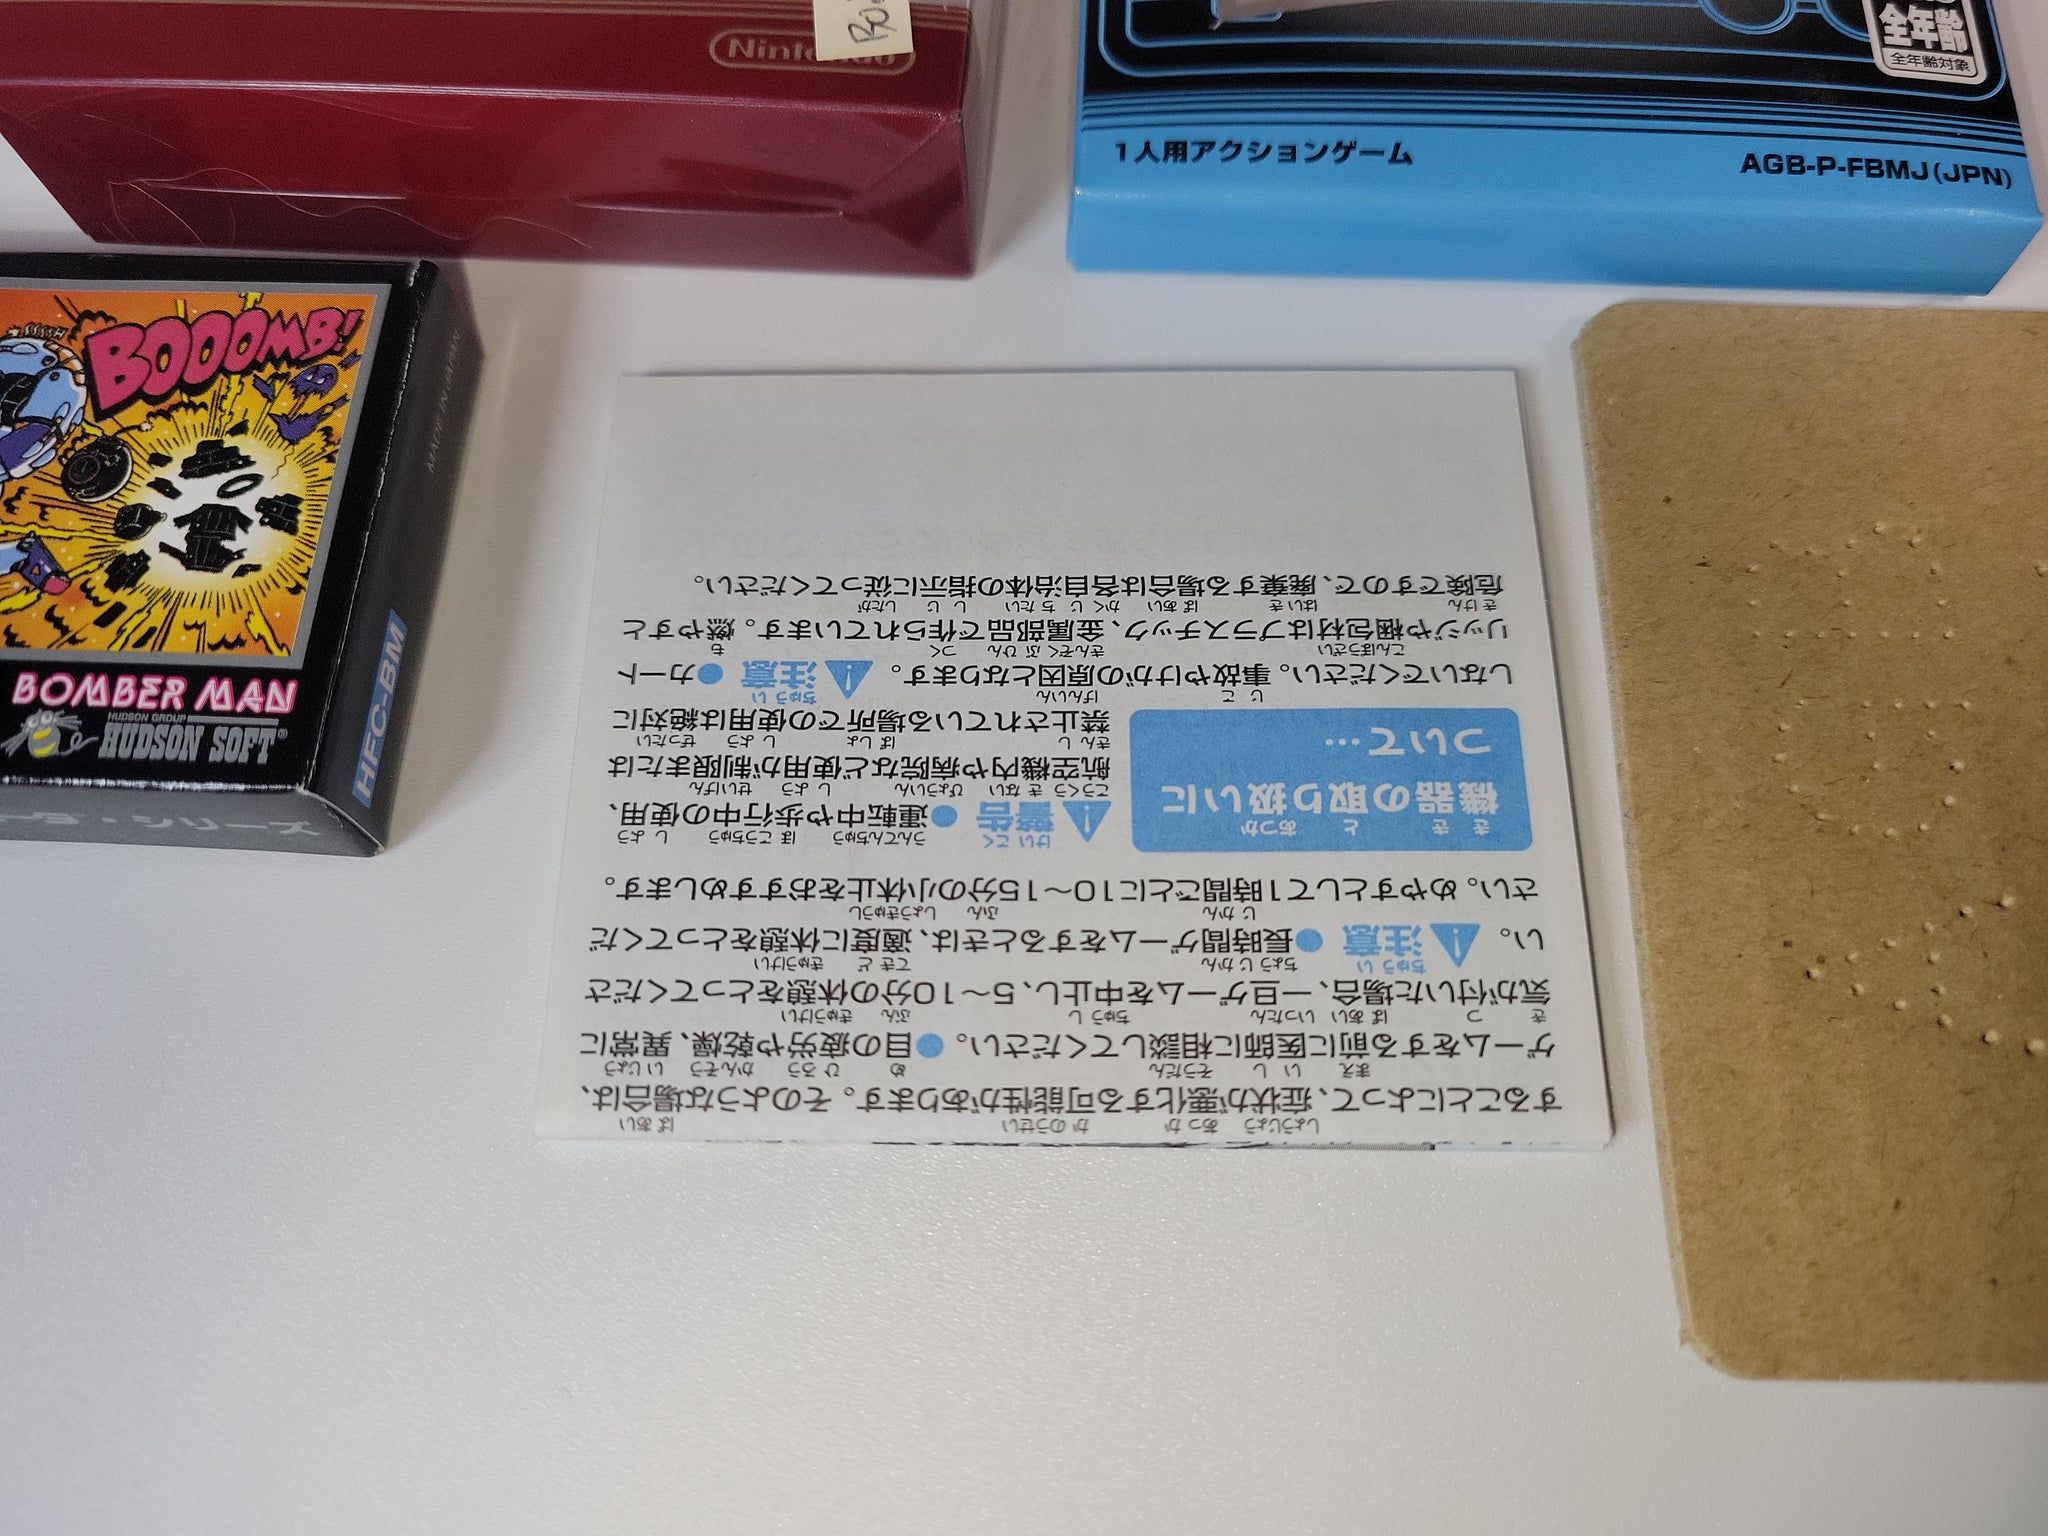 Nintendo
全年齢
全年齢対象
1人用アクションゲーム
AGB-P-FBMJ(JPN)
BOOOMB!
MADE IN JAPAN
BOMBER MAN
HUDSON GROUP
HUDSON SOFT®
HFC-BM
・シリーズ
することによって、症状が悪化する可能性があります。そのような場合は、
ゲームをする前に医師に相談してください。●目の疲労や乾燥、異常に
気が付いた場合、一旦ゲームを中止し、5〜10分の休憩をとってくださ
い。 注意 ●長時間ゲームをするときは、適度に休憩をとってくだ
さい。めやすとして1時間ごとに10〜15分の小休止をおすすめします。
機器の取り扱いに
ついて…
警告 ●運転中や歩行中の使用、
航空機内や病院など使用が制限または
禁止されている場所での使用は絶対に
しないでください。事故やけがの原因となります。 注意 ●カート
リッジや梱包材はプラスチック、金属部品で作られています。燃やすと
危険ですので、廃棄する場合は各自治体の指示に従ってください。